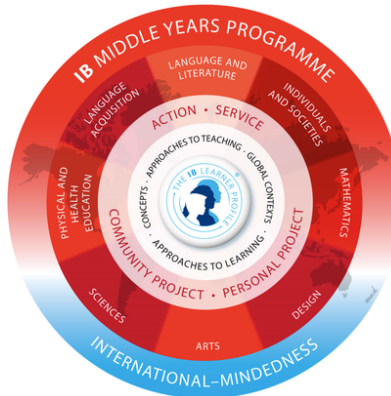 IB MIDDLE YEARS PROGRAMME
LANGUAGE AND
LITERATURE
INDIVIDUALS
AND SOCIETIES
MATHEMATICS
DESIGN
ARTS
SCIENCES
PHYSICAL AND
HEALTH
EDUCATION
LANGUAGE
ACQUISITION
ACTION • SERVICE
PERSONAL PROJECT
COMMUNITY PROJECT •
APPROACHES TO TEACHING ·
GLOBAL CONTEXTS
· APPROACHES TO LEARNING ·
CONCEPTS ·
THE IB LEARNER PROFILE
®
INTERNATIONAL–MINDEDNESS